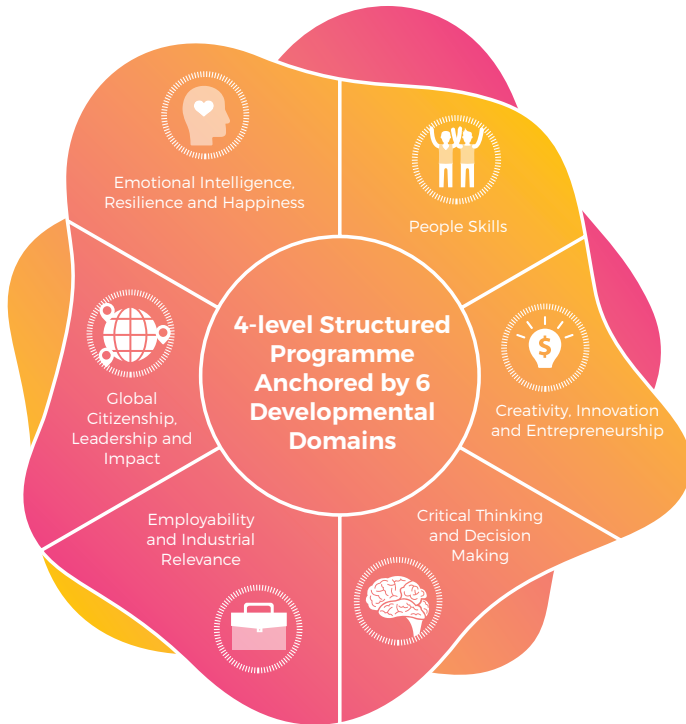 Emotional Intelligence,
Resilience and Happiness
People Skills
4-level Structured
Programme
Anchored by 6
Developmental
Domains
$
Creativity, Innovation
and Entrepreneurship
Global
Citizenship,
Leadership and
Impact
Employability
and Industrial
Relevance
Critical Thinking
and Decision
Making